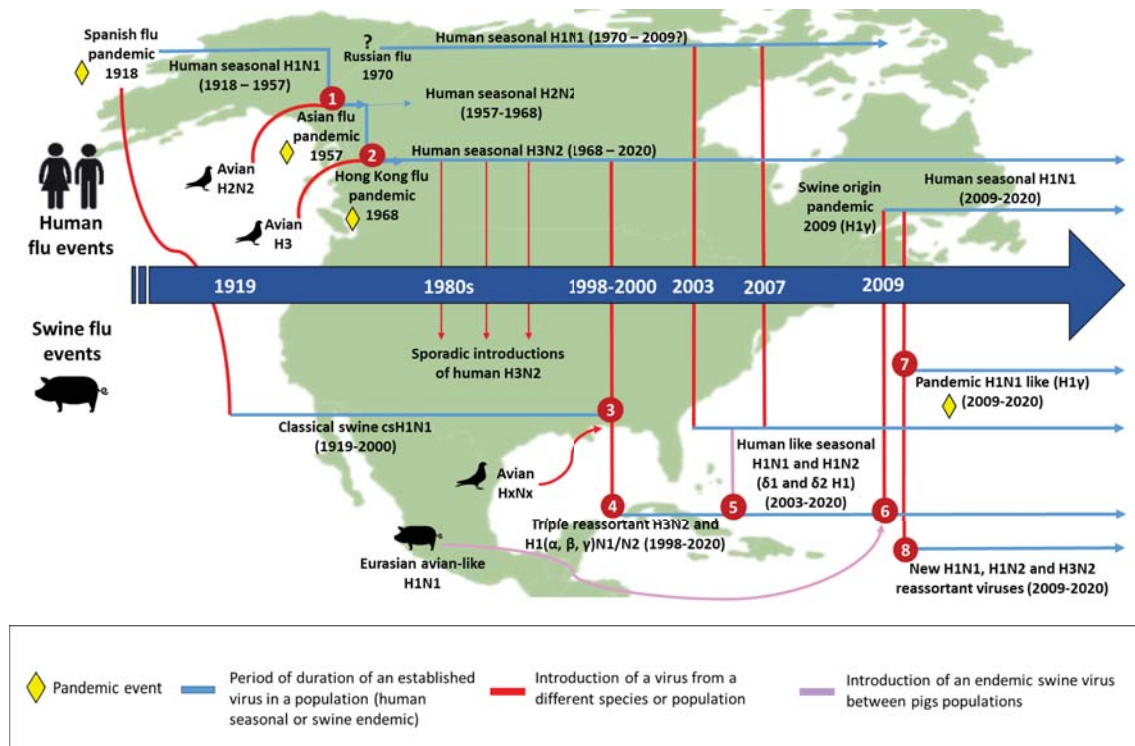 Spanish flu
pandemic
1918
Human seasonal H1N1
(1918 – 1957)
?
Russian flu
1970
Human seasonal H1N1 (1970 – 2009?)
1
Asian flu
pandemic
1957
Human seasonal H2N2
(1957-1968)
2
Human seasonal H3N2 (1968 – 2020)
Hong Kong flu
pandemic
1968
Avian
H2N2
Avian
H3
Human
flu events
Swine origin
pandemic
2009 (H1γ)
Human seasonal H1N1
(2009-2020)
1919
1980s
1998-2000
2003
2007
2009
Swine flu
events
Sporadic introductions
of human H3N2
7
Pandemic H1N1 like (H1γ)
(2009-2020)
3
Classical swine csH1N1
(1919-2000)
Avian
HxNx
Human like seasonal
H1N1 and H1N2
(δ1 and δ2 H1)
(2003-2020)
4
5
6
Triple reassortant H3N2 and
H1(α, β, γ)N1/N2 (1998-2020)
Eurasian avian-like
H1N1
8
New H1N1, H1N2 and H3N2
reassortant viruses (2009-2020)
Pandemic event
Period of duration of an established
virus in a population (human
seasonal or swine endemic)
Introduction of a virus from a
different species or population
Introduction of an endemic swine virus
between pigs populations